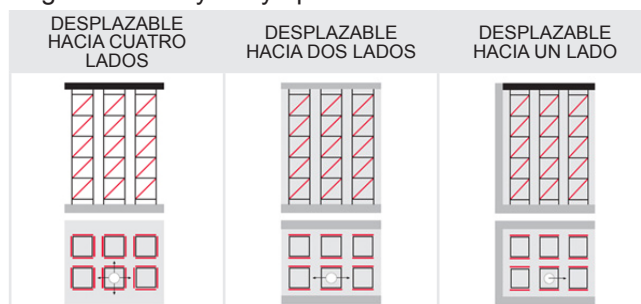 DESPLAZABLE
HACIA CUATRO
LADOS
DESPLAZABLE
HACIA DOS LADOS
DESPLAZABLE
HACIA UN LADO